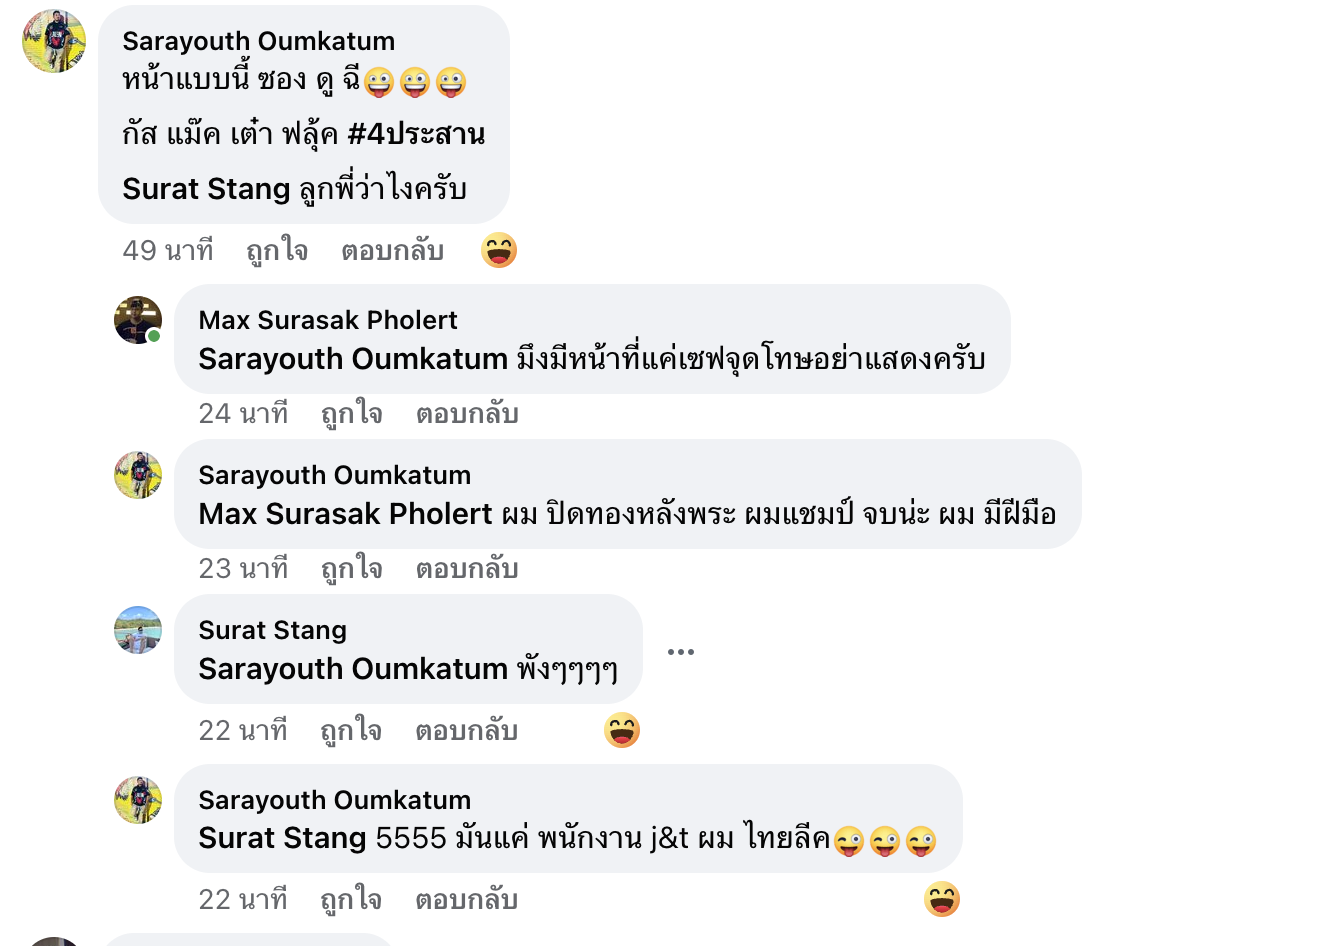 Sarayouth Oumkatum
หน้าแบบนี้ ซอง ดู ฉี🤪🤪🤪
กัส แม๊ค เต๋า ฟลุ้ค #4ประสาน
Surat Stang ลูกพี่ว่าไงครับ
49 นาที ถูกใจ ตอบกลับ
Max Surasak Pholert
Sarayouth Oumkatum มึงมีหน้าที่แค่เซฟจุดโทษอย่าแสดงครับ
24 นาที ถูกใจ ตอบกลับ
Sarayouth Oumkatum
Max Surasak Pholert ผม ปิดทองหลังพระ ผมแชมป์ จบน่ะ ผม มีฝีมือ
23 นาที ถูกใจ ตอบกลับ
Surat Stang
Sarayouth Oumkatum พังๆๆๆๆ
22 นาที ถูกใจ ตอบกลับ
Sarayouth Oumkatum
Surat Stang 5555 มันแค่ พนักงาน j&t ผม ไทยลีค😜😜😜
22 นาที ถูกใจ ตอบกลับ